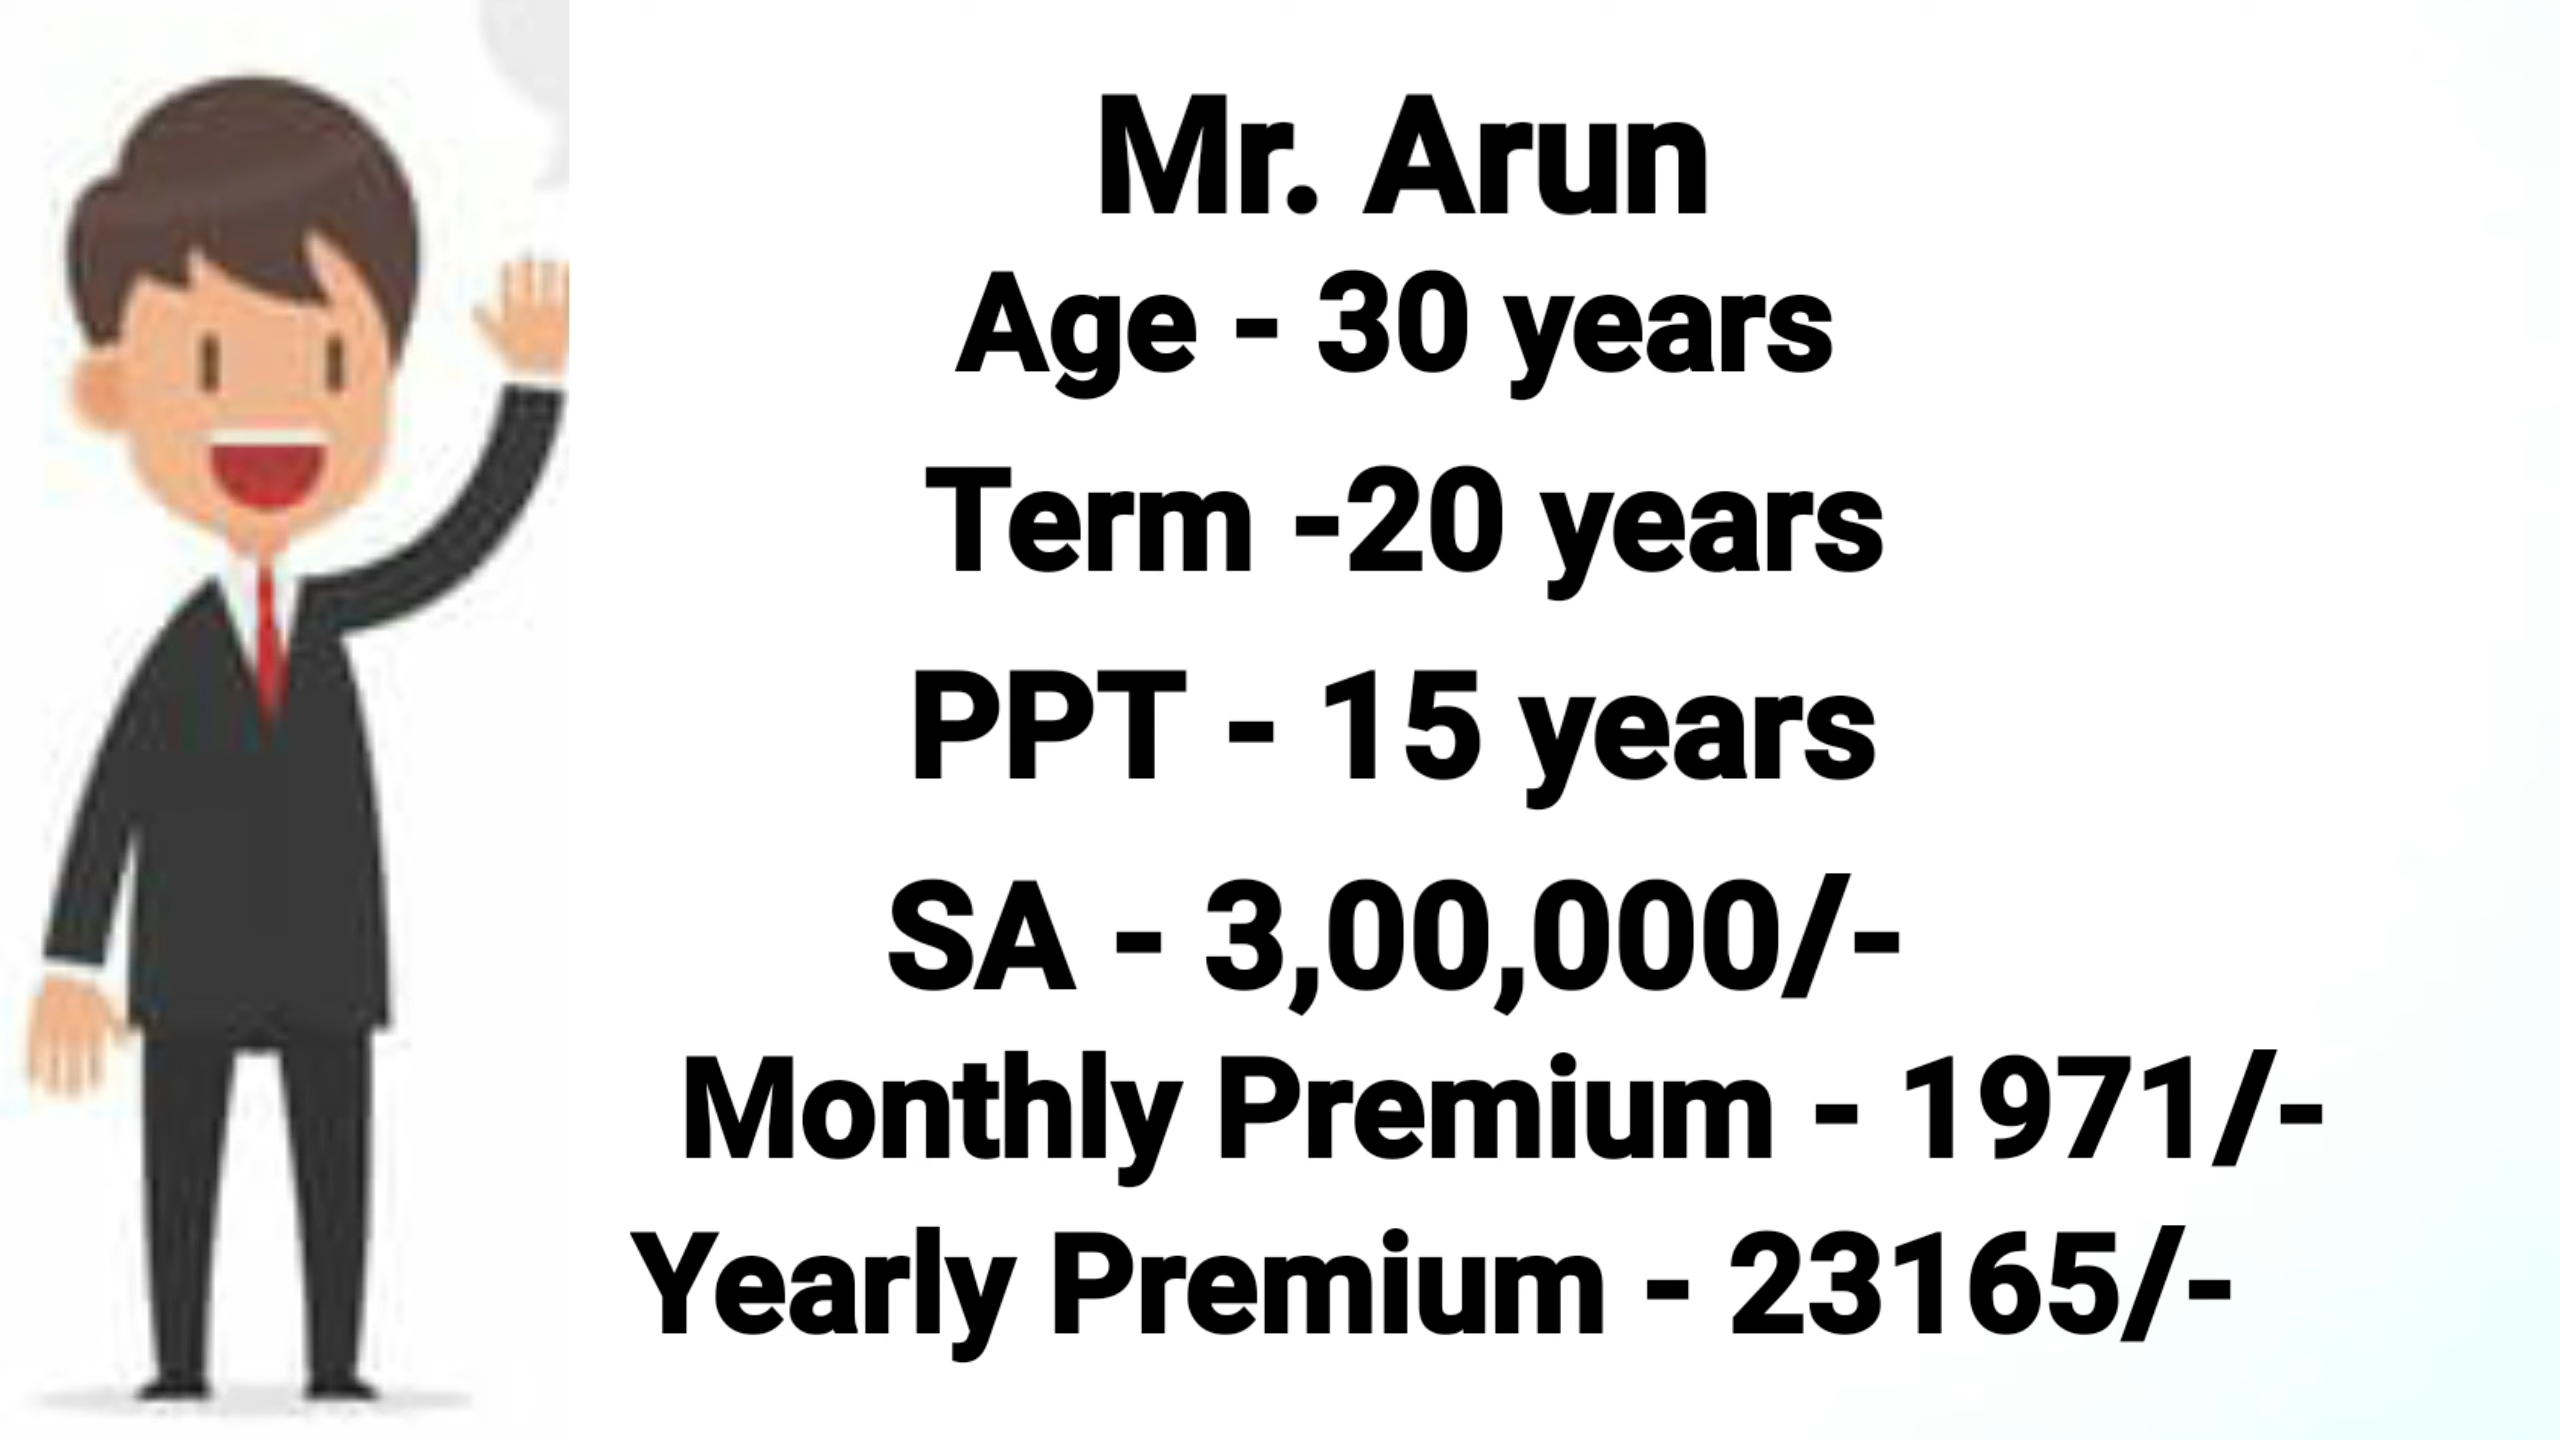 Mr. Arun
Age - 30 years
Term -20 years
PPT - 15 years
SA - 3,00,000/-
Monthly Premium - 1971/-
Yearly Premium - 23165/-